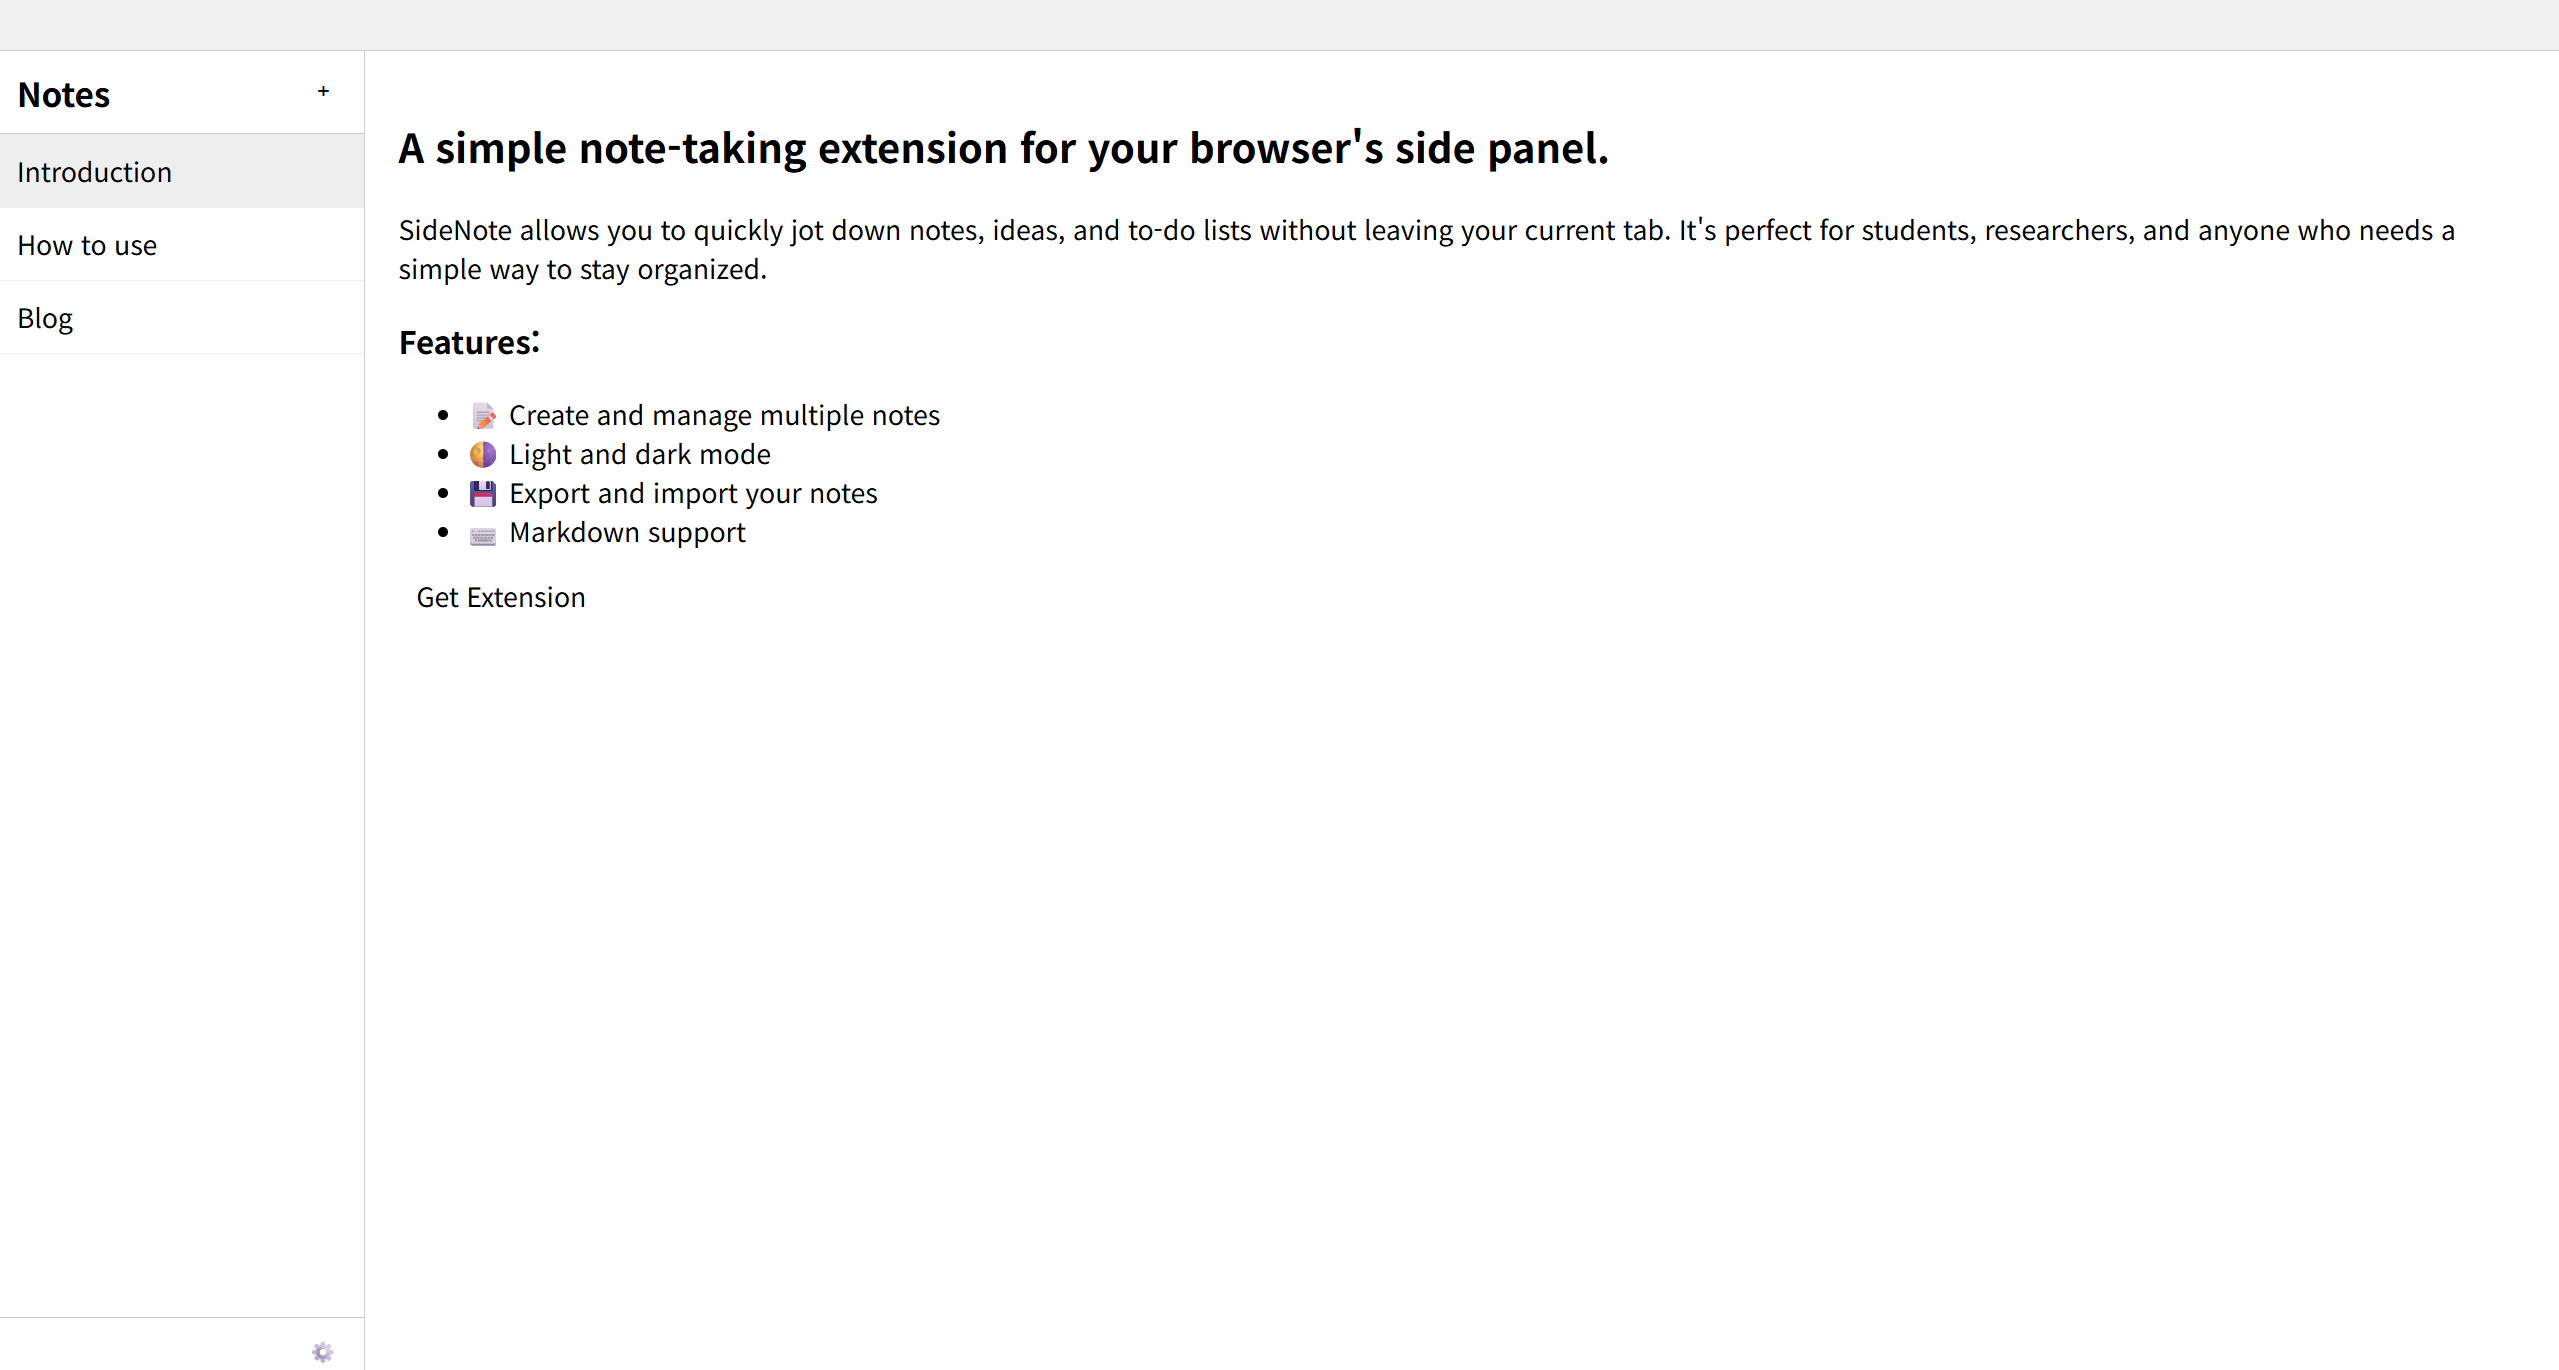 Notes +
Introduction
How to use
Blog
A simple note-taking extension for your browser's side panel.
SideNote allows you to quickly jot down notes, ideas, and to-do lists without leaving your current tab. It's perfect for students, researchers, and anyone who needs a
simple way to stay organized.
Features:
• 📝 Create and manage multiple notes
• 🌓 Light and dark mode
• 💾 Export and import your notes
• ⌨️ Markdown support
Get Extension